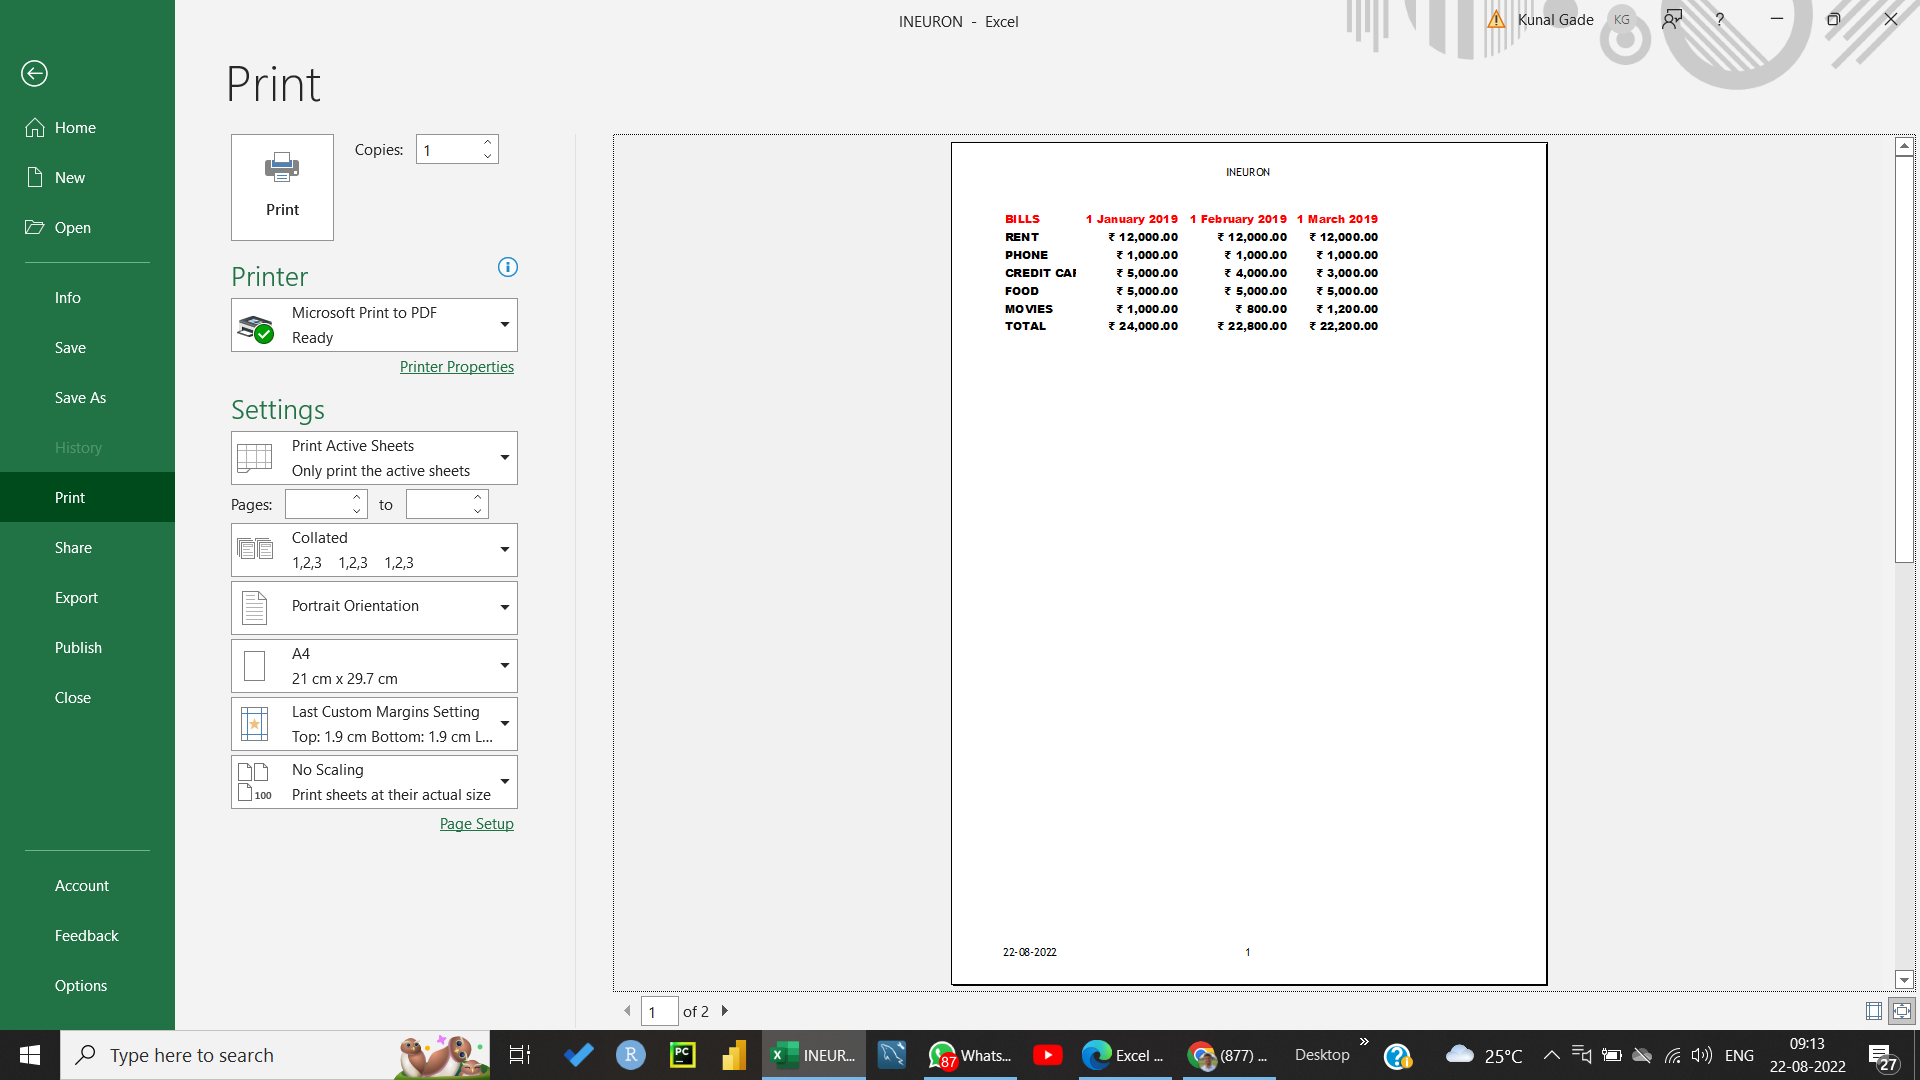 INEURON - Excel
Kunal Gade
KG
?
Print
Home
New
Open
Info
Save
Save As
History
Print
Share
Export
Publish
Close
Account
Feedback
Options
Print
Copies: 1
Printer
Microsoft Print to PDF
Ready
Printer Properties
Settings
Print Active Sheets
Only print the active sheets
Pages: to
Collated
1,2,3 1,2,3 1,2,3
Portrait Orientation
A4
21 cm x 29.7 cm
Last Custom Margins Setting
Top: 1.9 cm Bottom: 1.9 cm L...
No Scaling
100
Print sheets at their actual size
Page Setup
INEURON
BILLS 1 January 2019 1 February 2019 1 March 2019
RENT ₹ 12,000.00 ₹ 12,000.00 ₹ 12,000.00
PHONE ₹ 1,000.00 ₹ 1,000.00 ₹ 1,000.00
CREDIT CAR ₹ 5,000.00 ₹ 4,000.00 ₹ 3,000.00
FOOD ₹ 5,000.00 ₹ 5,000.00 ₹ 5,000.00
MOVIES ₹ 1,000.00 ₹ 800.00 ₹ 1,200.00
TOTAL ₹ 24,000.00 ₹ 22,800.00 ₹ 22,200.00
22-08-2022 1
1 of 2
Type here to search
R
PC
INEUR...
87 Whats...
Excel ...
(877) ...
Desktop
25°C
ENG
09:13
22-08-2022
27